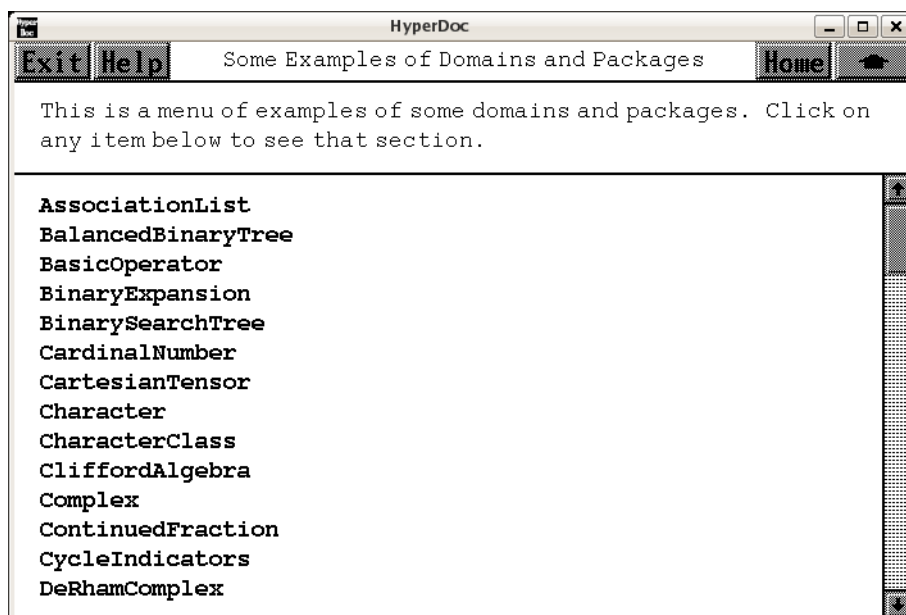 Hyper
Doc
HyperDoc
Exit Help Some Examples of Domains and Packages Home
This is a menu of examples of some domains and packages. Click on
any item below to see that section.
AssociationList
BalancedBinaryTree
BasicOperator
BinaryExpansion
BinarySearchTree
CardinalNumber
CartesianTensor
Character
CharacterClass
CliffordAlgebra
Complex
ContinuedFraction
CycleIndicators
DeRhamComplex